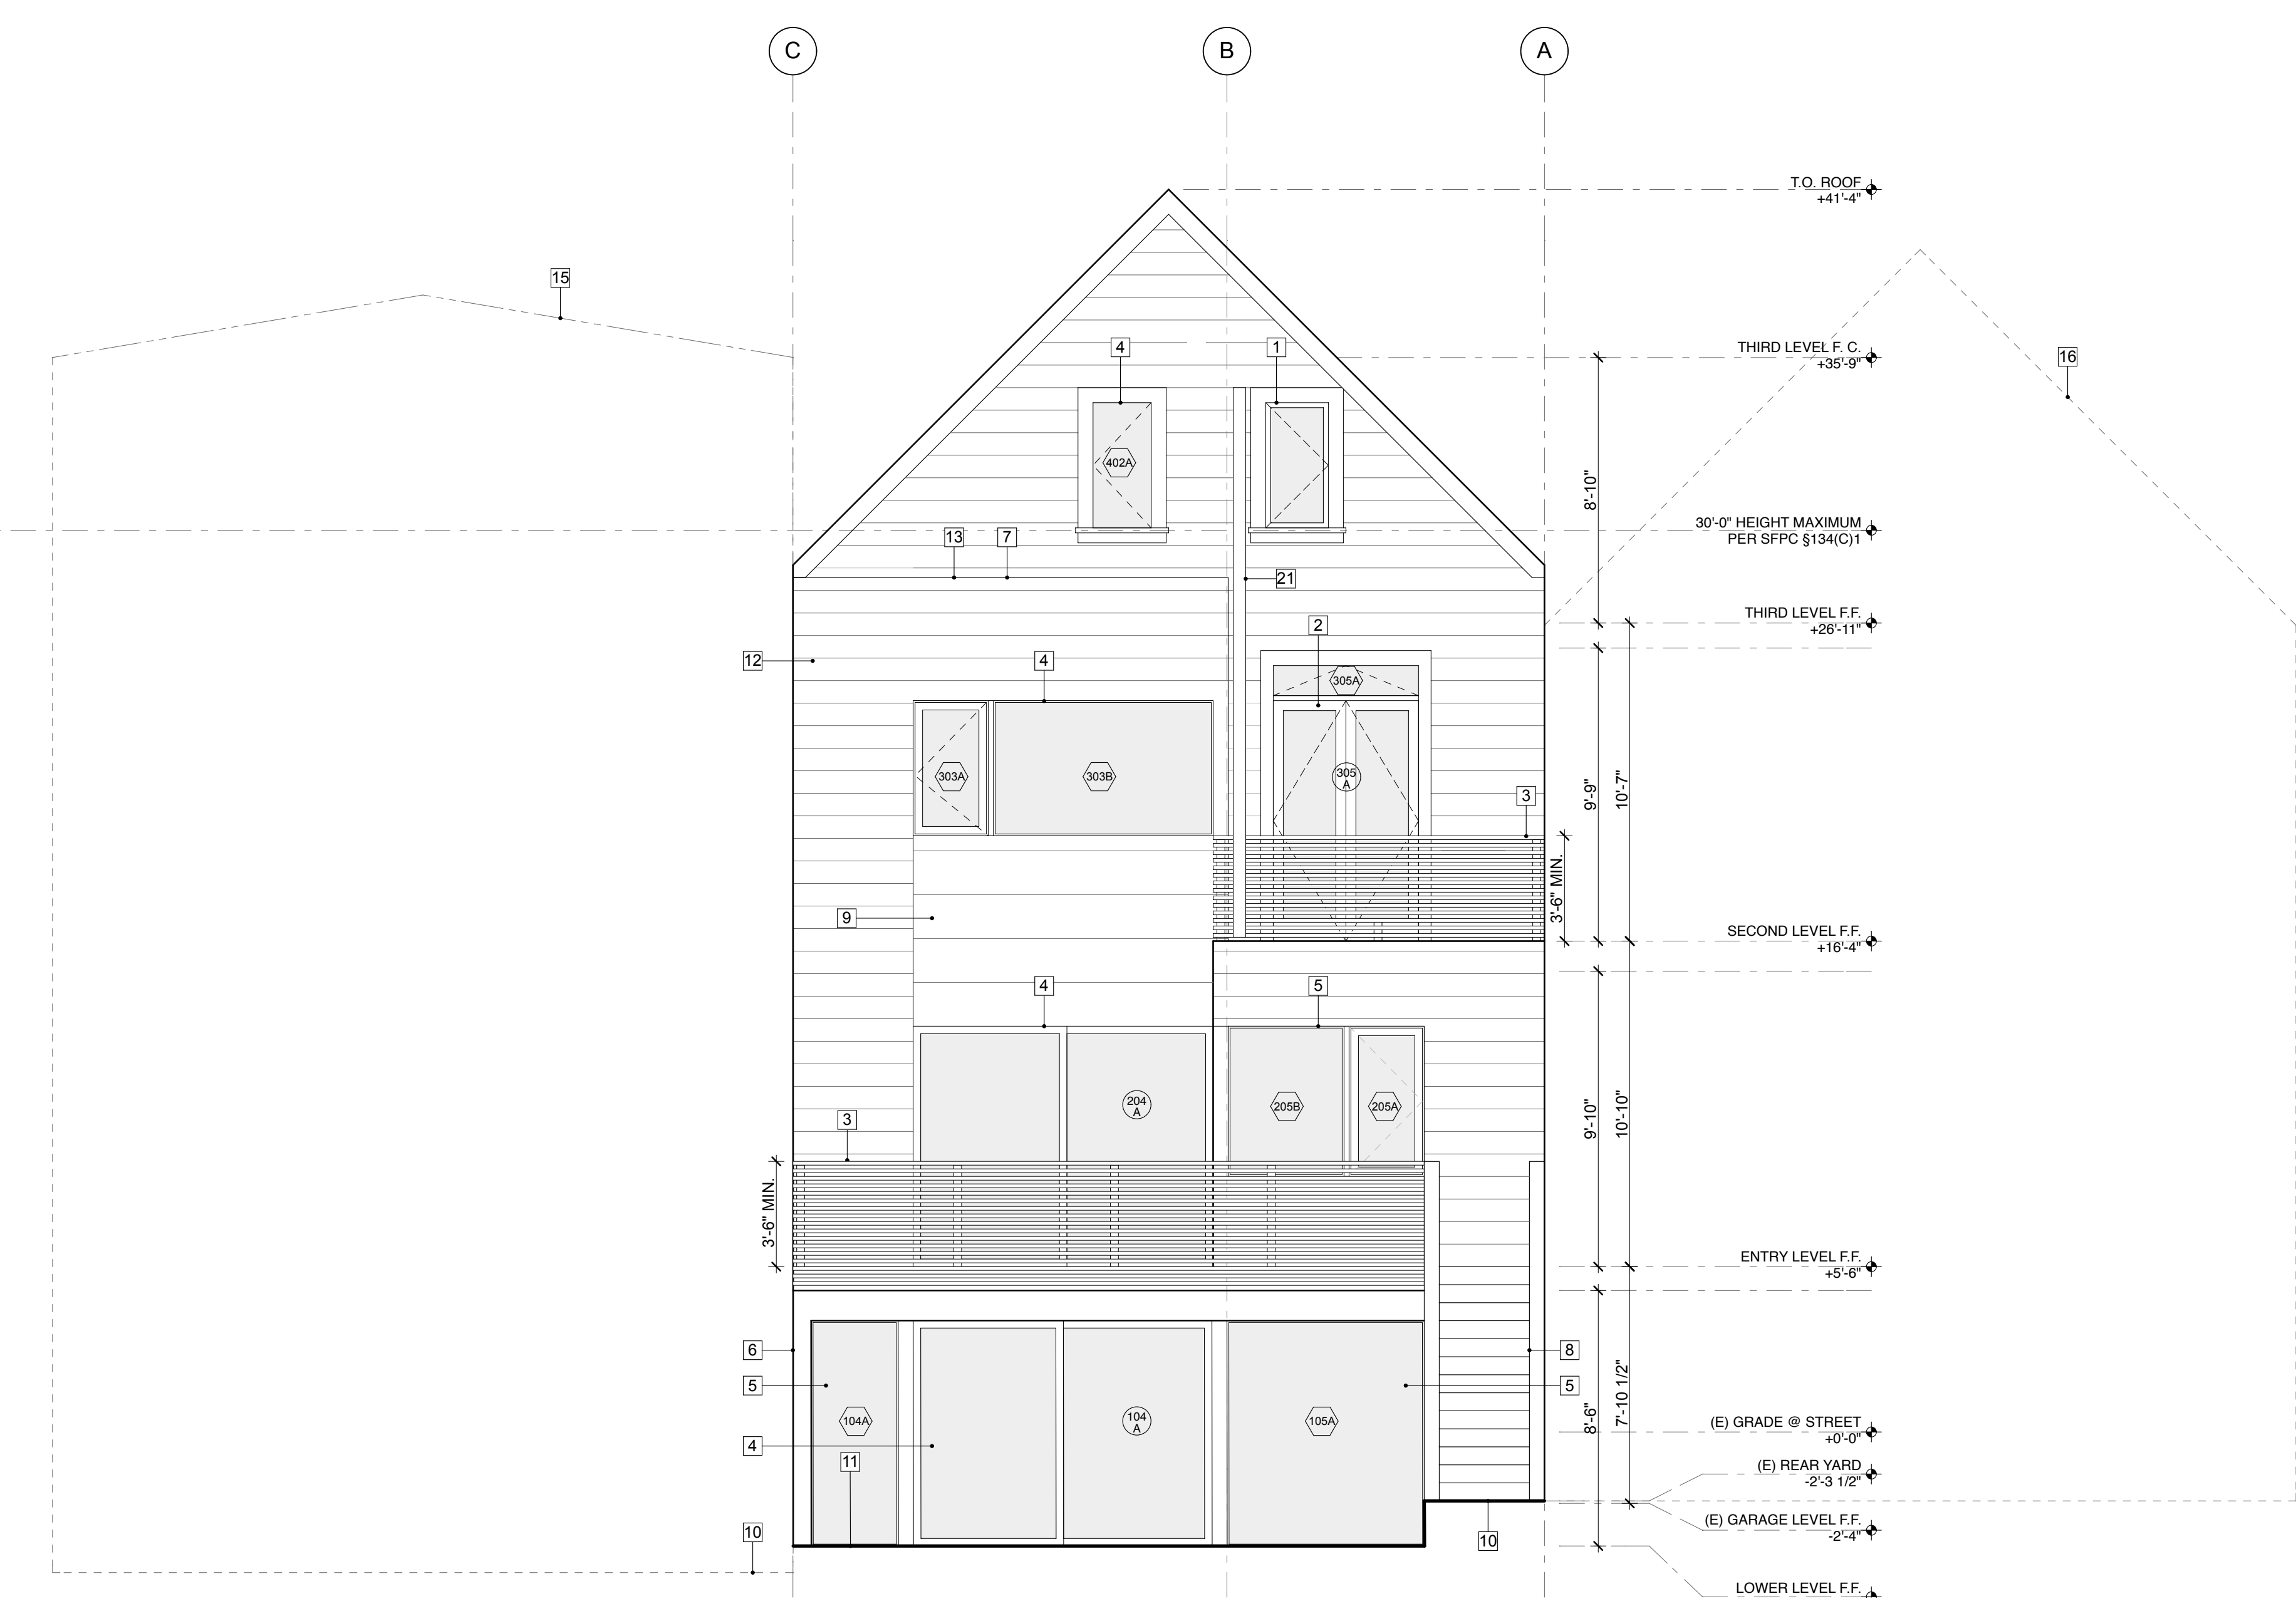 C
B
A
T.O. ROOF
+41'-4"
15
4
1
THIRD LEVEL F. C.
+35'-9"
16
402A
8'-10"
30'-0" HEIGHT MAXIMUM
PER SFPC §134(C)1
13
7
21
THIRD LEVEL F.F.
+26'-11"
2
12
4
305A
303A
303B
305
A
3
9'-9"
10'-7"
3'-6" MIN.
9
SECOND LEVEL F.F.
+16'-4"
4
5
204
A
205B
205A
3
9'-10"
10'-10"
3'-6" MIN.
ENTRY LEVEL F.F.
+5'-6"
6
8
5
5
104A
104
A
105A
8'-6"
7'-10 1/2"
(E) GRADE @ STREET
+0'-0"
4
11
(E) REAR YARD
-2'-3 1/2"
10
10
(E) GARAGE LEVEL F.F.
-2'-4"
LOWER LEVEL F.F.